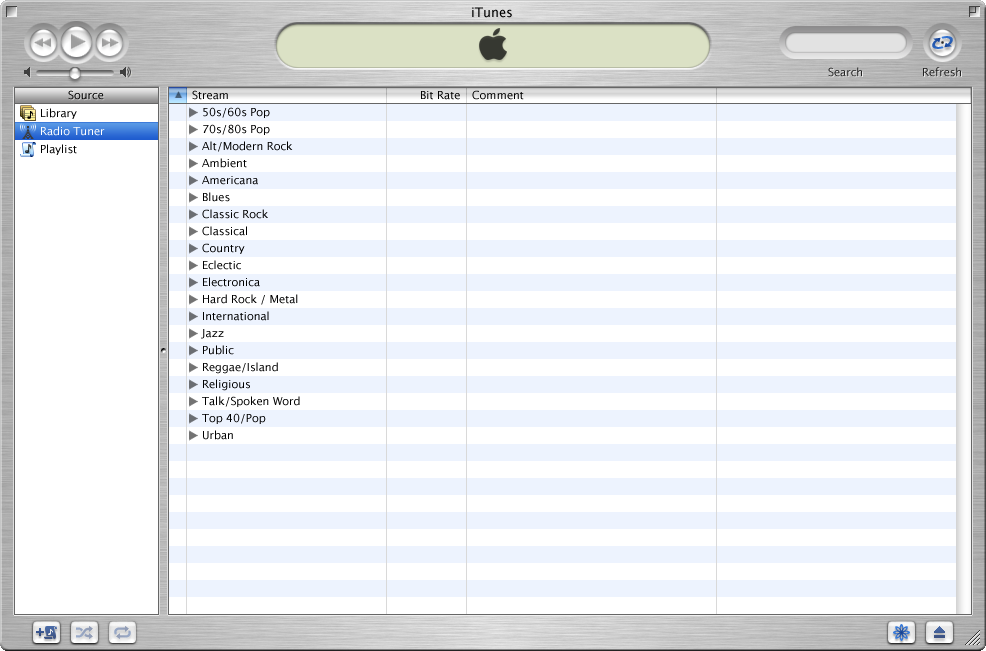 iTunes
Search
Refresh
Source
Library
Radio Tuner
Playlist
Stream Bit Rate Comment
50s/60s Pop
70s/80s Pop
Alt/Modern Rock
Ambient
Americana
Blues
Classic Rock
Classical
Country
Eclectic
Electronica
Hard Rock / Metal
International
Jazz
Public
Reggae/Island
Religious
Talk/Spoken Word
Top 40/Pop
Urban